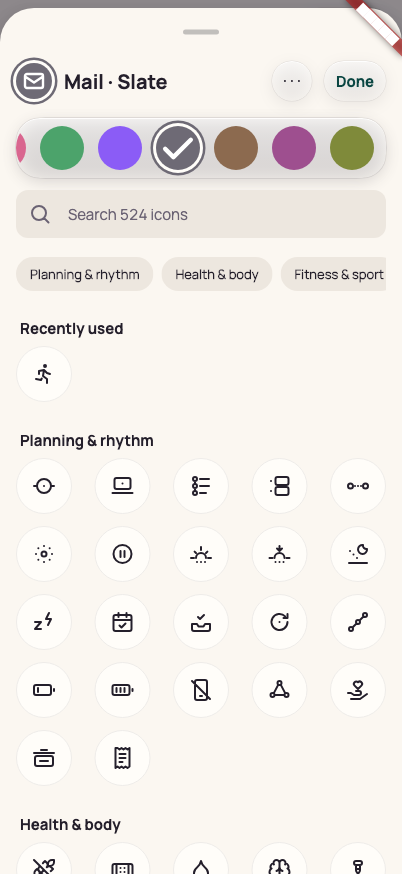 Mail · Slate
Done
Search 524 icons
Planning & rhythm
Health & body
Fitness & sport
Recently used
Planning & rhythm
Health & body